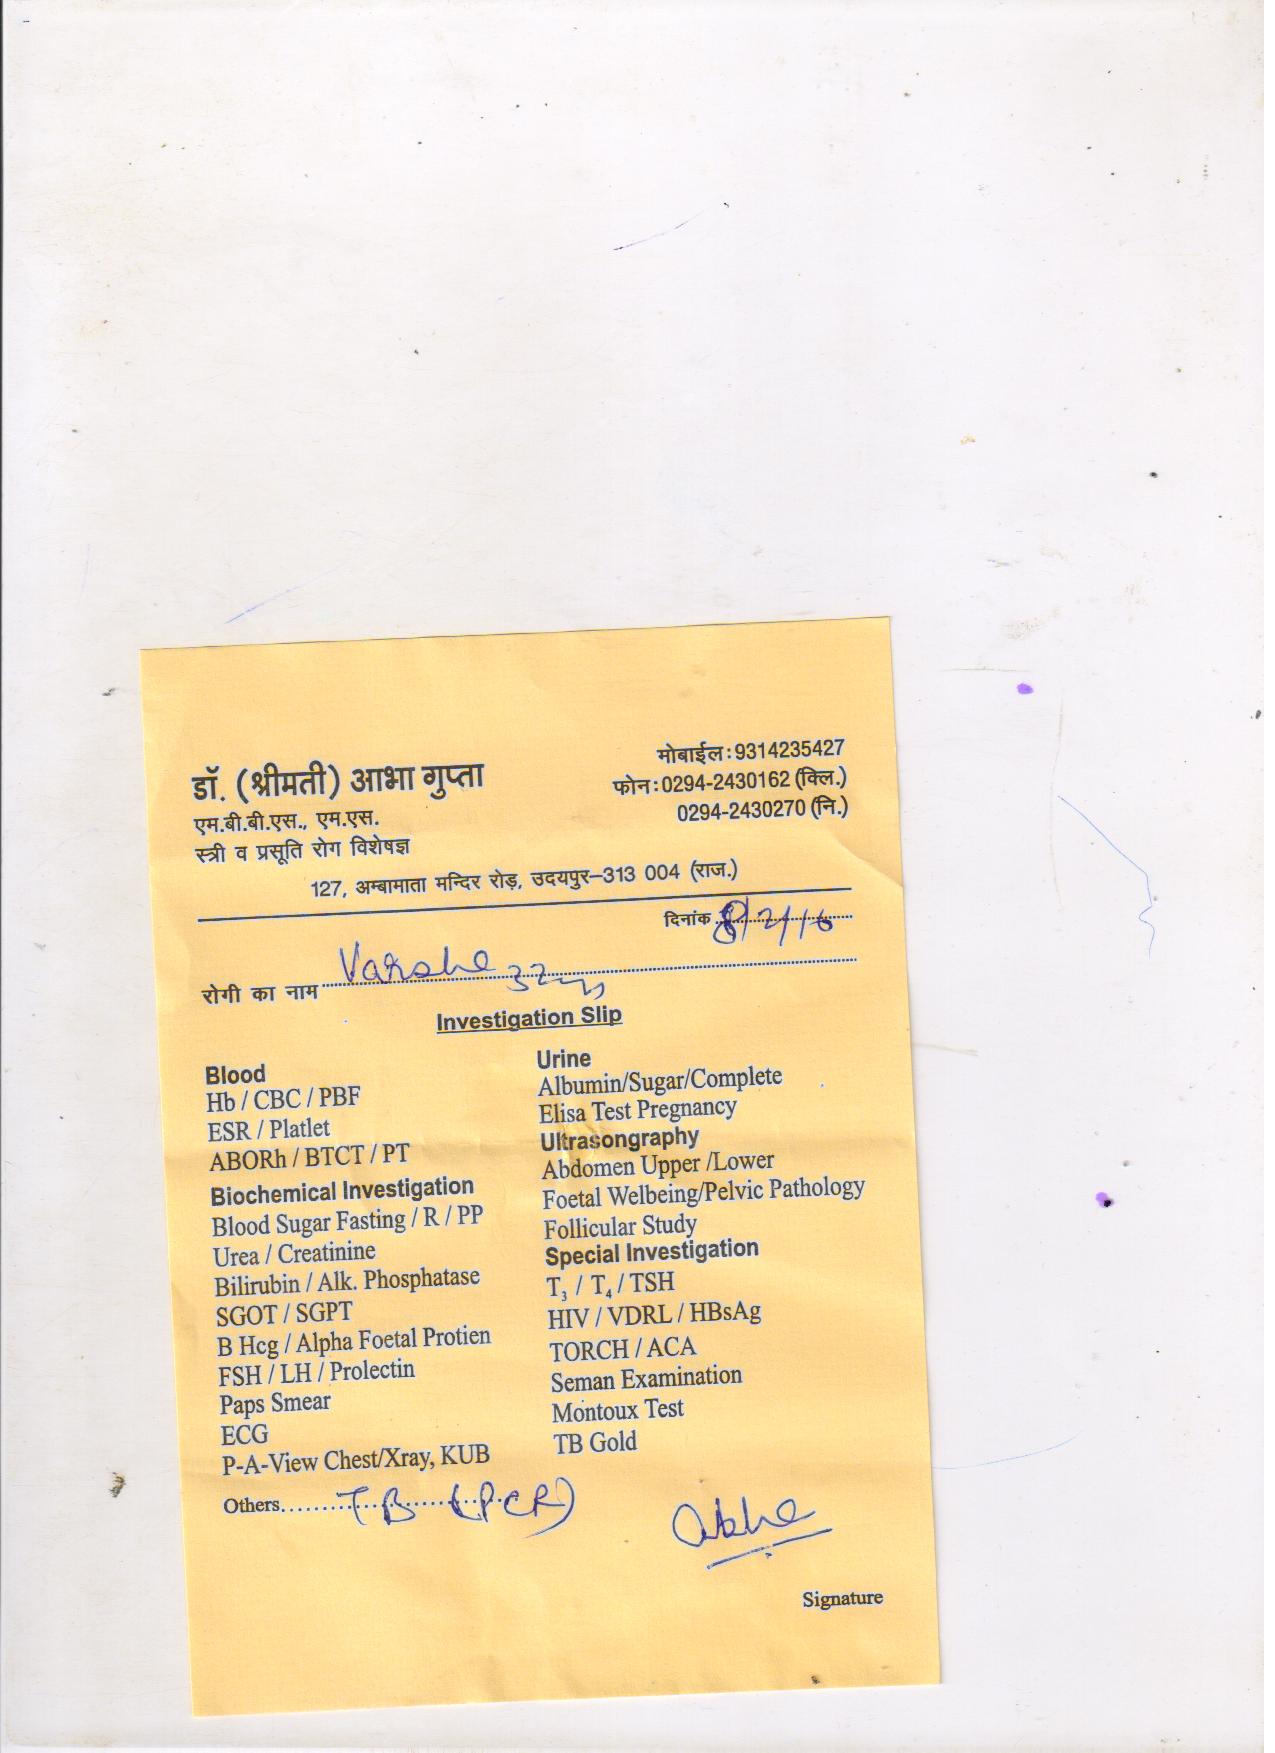 डॉ. (श्रीमती) आभा गुप्ता
एम.बी.बी.एस., एम.एस.
स्त्री व प्रसूति रोग विशेषज्ञ
मोबाईल : 9314235427
फोन : 0294-2430162 (क्लि.)
0294-2430270 (नि.)
127, अम्बामाता मन्दिर रोड़, उदयपुर-313 004 (राज.)
दिनांक 8/2/16
रोगी का नाम Varsha 32
Investigation Slip
Blood
Hb / CBC / PBF
ESR / Platlet
ABORh / BTCT / PT
Biochemical Investigation
Blood Sugar Fasting / R / PP
Urea / Creatinine
Bilirubin / Alk. Phosphatase
SGOT / SGPT
B Hcg / Alpha Foetal Protien
FSH / LH / Prolectin
Paps Smear
ECG
P-A-View Chest/Xray, KUB
Urine
Albumin/Sugar/Complete
Elisa Test Pregnancy
Ultrasongraphy
Abdomen Upper /Lower
Foetal Welbeing/Pelvic Pathology
Follicular Study
Special Investigation
T₃ / T₄ / TSH
HIV / VDRL / HBsAg
TORCH / ACA
Seman Examination
Montoux Test
TB Gold
Others........TB (PCR)
Abha
Signature